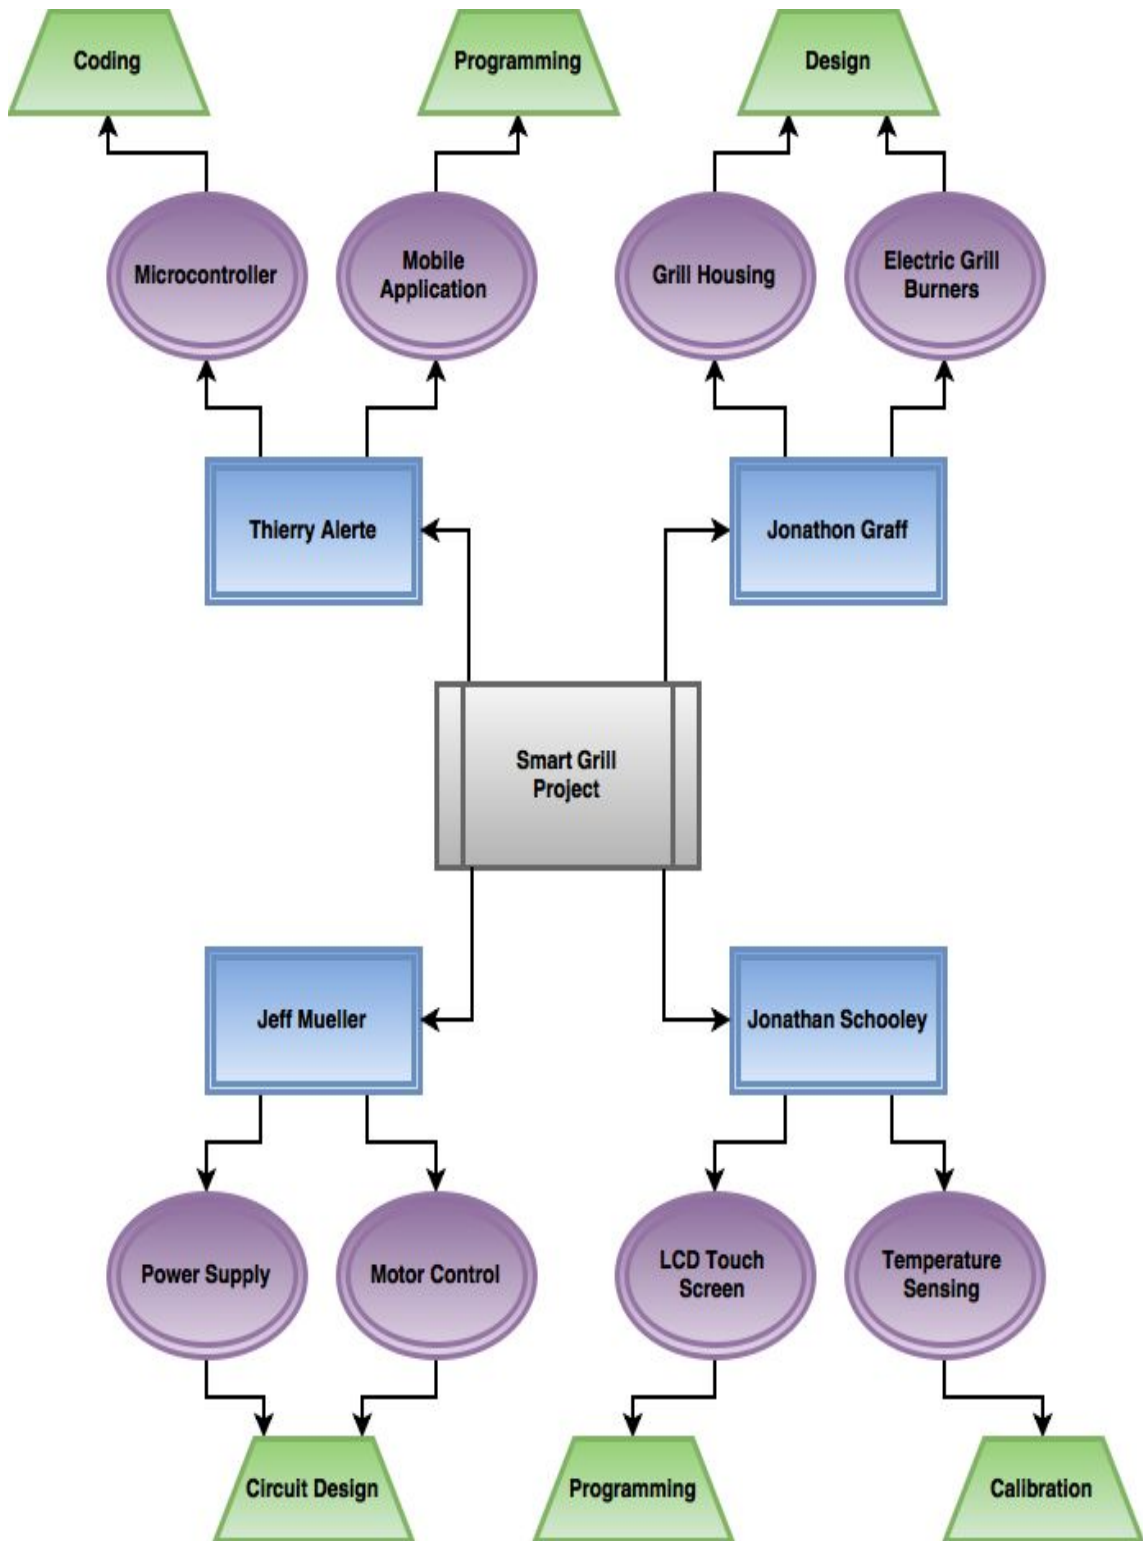 Coding
Programming
Design
Microcontroller
Mobile
Application
Grill Housing
Electric Grill
Burners
Thierry Alerte
Jonathon Graff
Smart Grill
Project
Jeff Mueller
Jonathan Schooley
Power Supply
Motor Control
LCD Touch
Screen
Temperature
Sensing
Circuit Design
Programming
Calibration